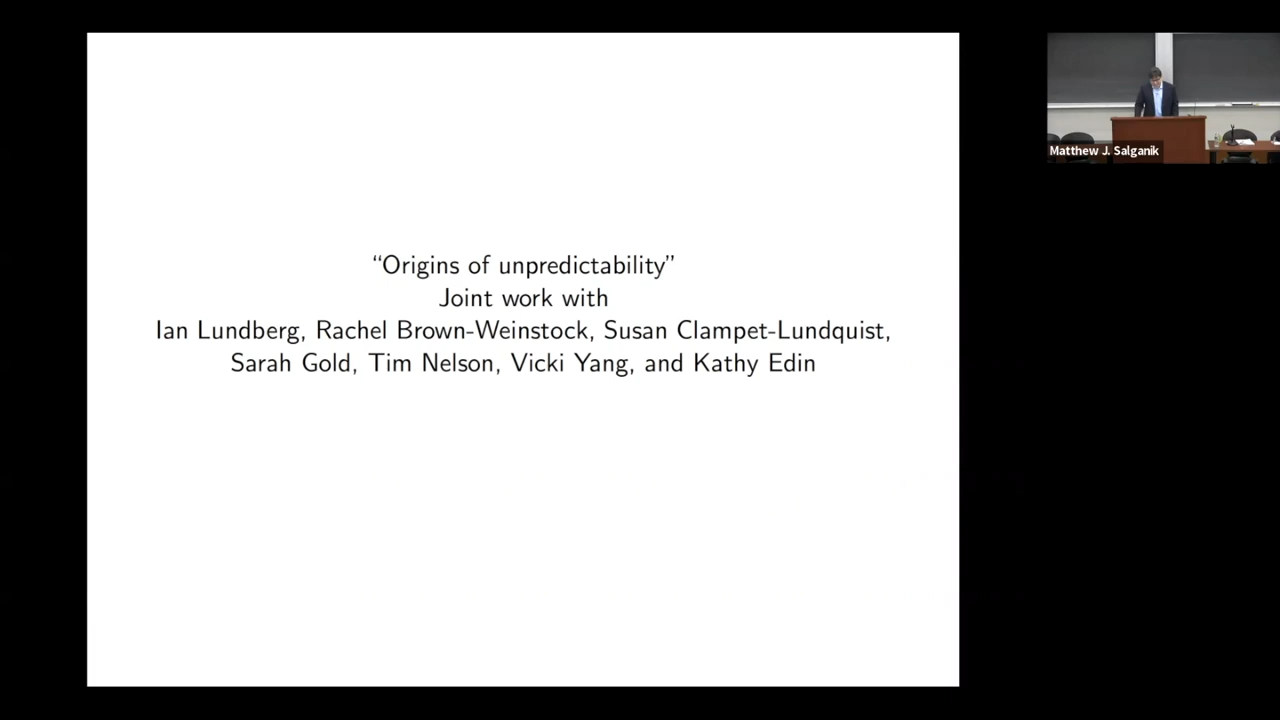 “Origins of unpredictability”
Joint work with
Ian Lundberg, Rachel Brown-Weinstock, Susan Clampet-Lundquist,
Sarah Gold, Tim Nelson, Vicki Yang, and Kathy Edin
Matthew J. Salganik